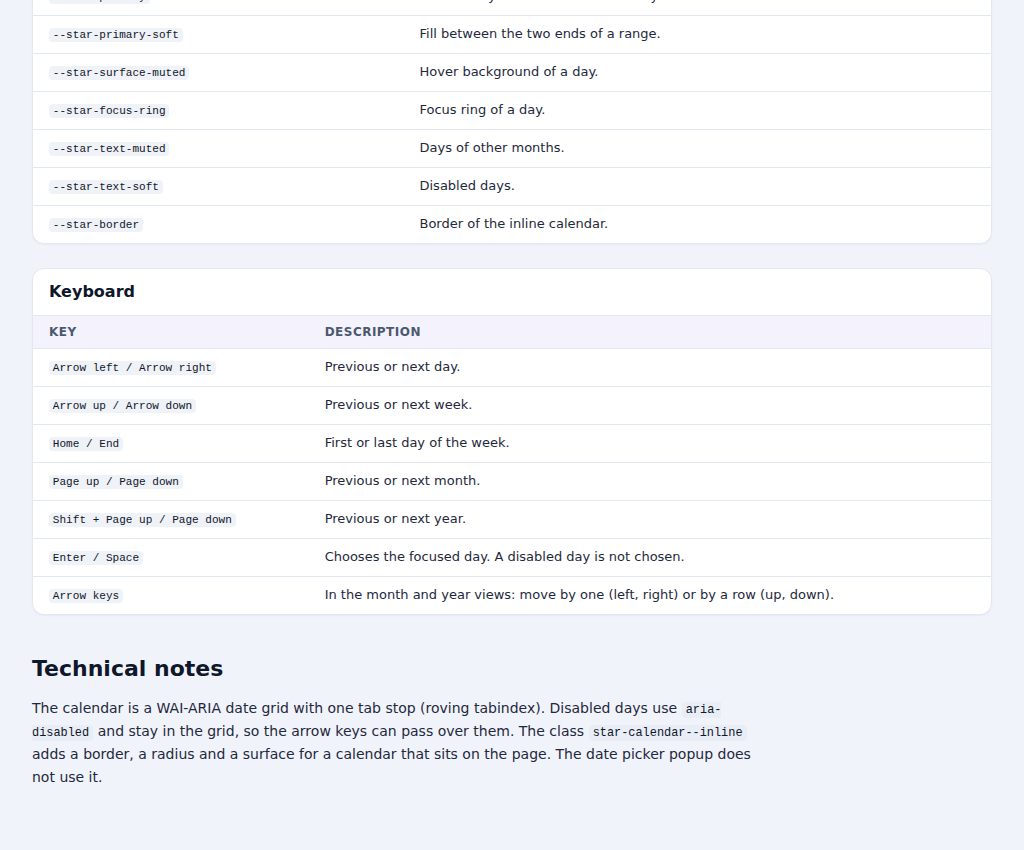 --star-primary-soft Fill between the two ends of a range.
--star-surface-muted Hover background of a day.
--star-focus-ring Focus ring of a day.
--star-text-muted Days of other months.
--star-text-soft Disabled days.
--star-border Border of the inline calendar.
Keyboard
KEY DESCRIPTION
Arrow left / Arrow right Previous or next day.
Arrow up / Arrow down Previous or next week.
Home / End First or last day of the week.
Page up / Page down Previous or next month.
Shift + Page up / Page down Previous or next year.
Enter / Space Chooses the focused day. A disabled day is not chosen.
Arrow keys In the month and year views: move by one (left, right) or by a row (up, down).
Technical notes
The calendar is a WAI-ARIA date grid with one tab stop (roving tabindex). Disabled days use aria-
disabled and stay in the grid, so the arrow keys can pass over them. The class star-calendar--inline
adds a border, a radius and a surface for a calendar that sits on the page. The date picker popup does
not use it.